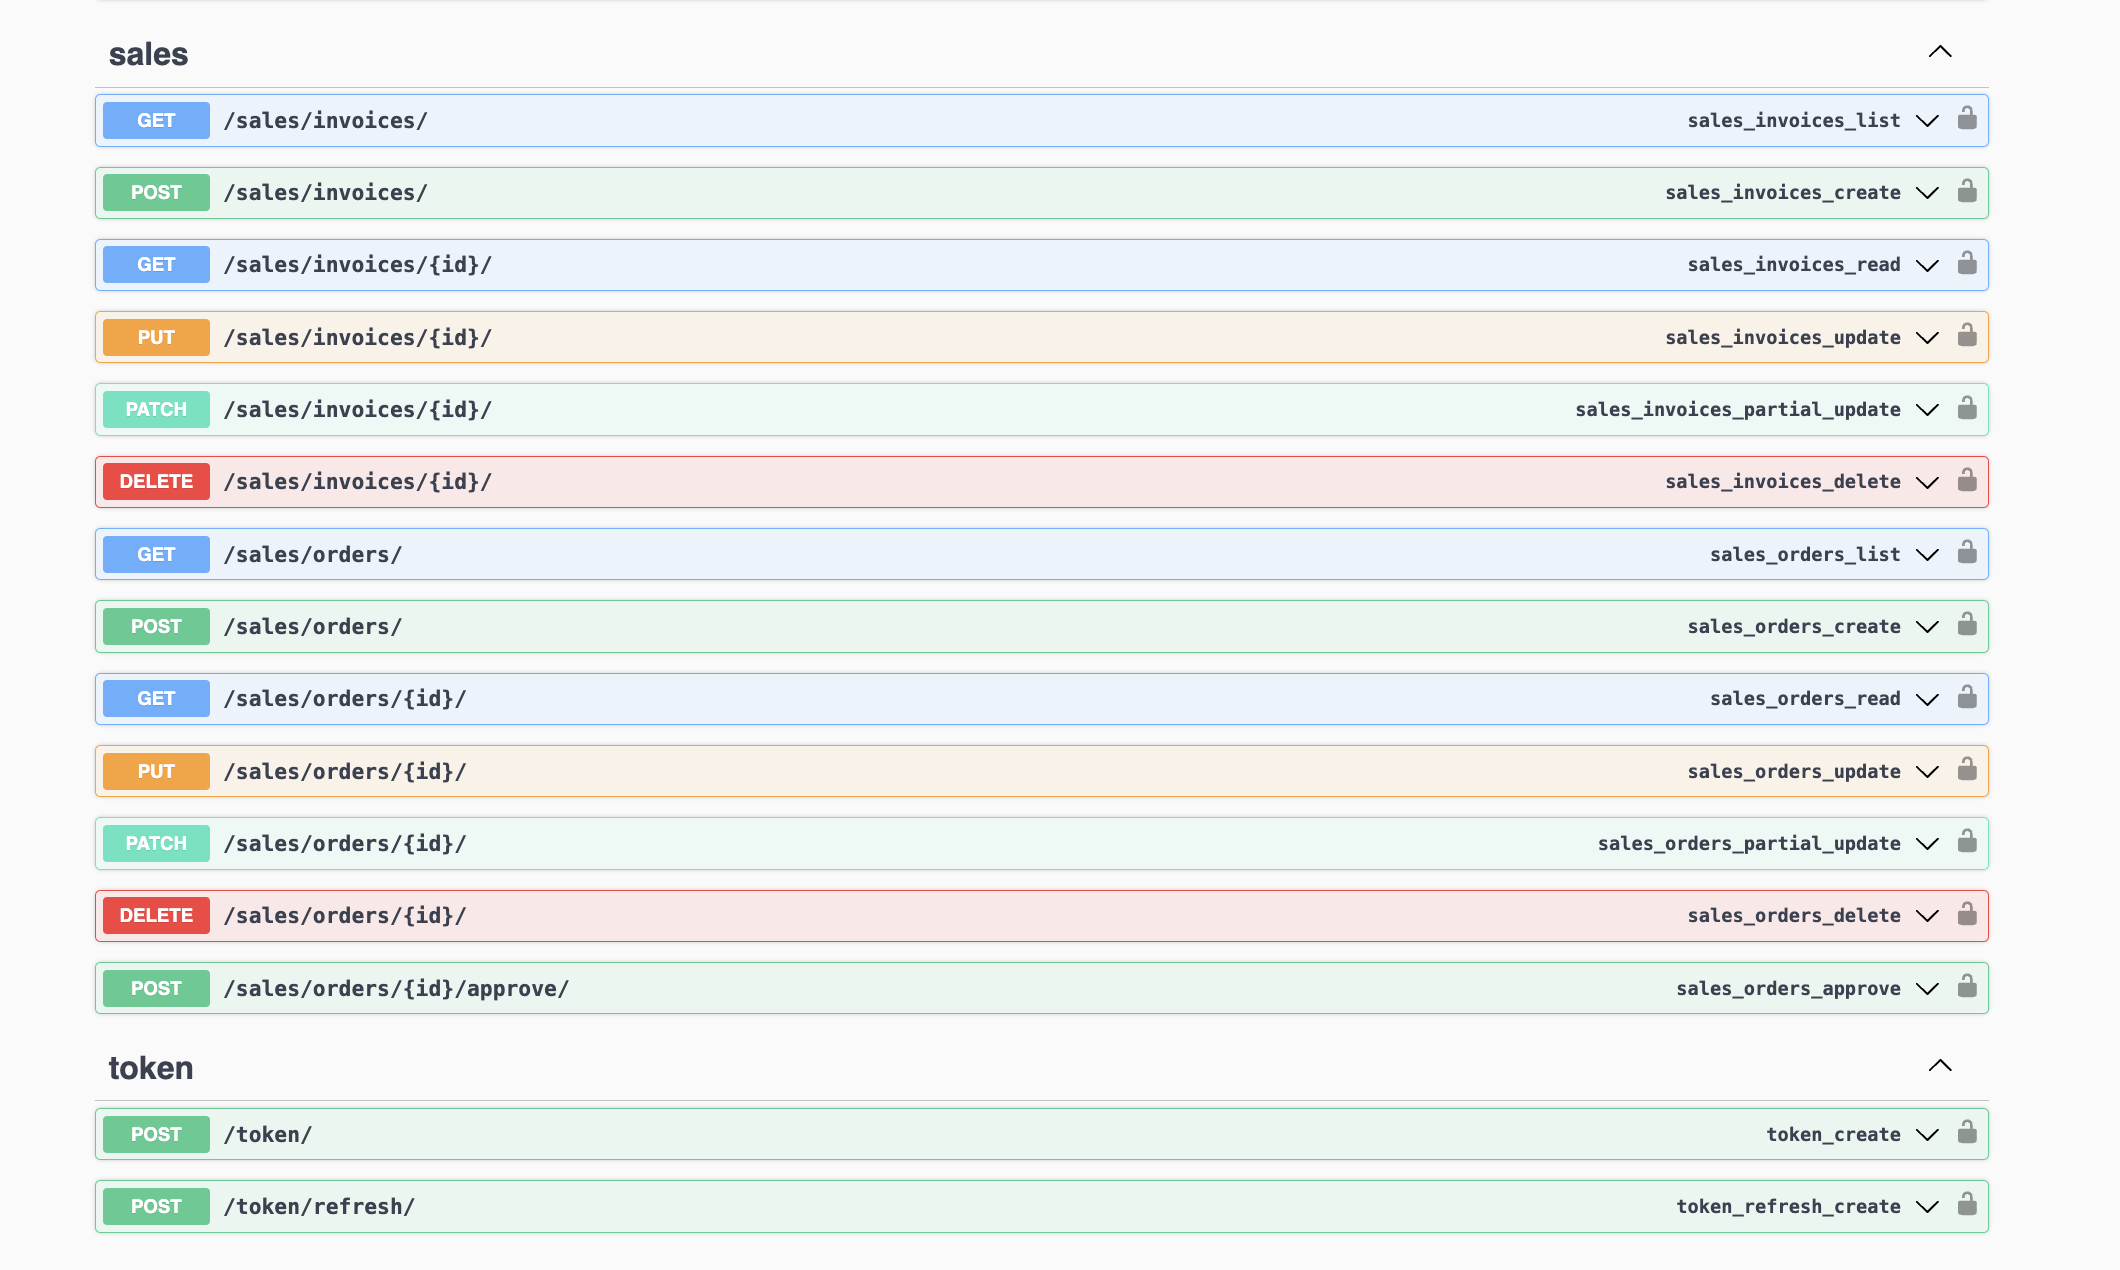 sales
GET /sales/invoices/ sales_invoices_list
POST /sales/invoices/ sales_invoices_create
GET /sales/invoices/{id}/ sales_invoices_read
PUT /sales/invoices/{id}/ sales_invoices_update
PATCH /sales/invoices/{id}/ sales_invoices_partial_update
DELETE /sales/invoices/{id}/ sales_invoices_delete
GET /sales/orders/ sales_orders_list
POST /sales/orders/ sales_orders_create
GET /sales/orders/{id}/ sales_orders_read
PUT /sales/orders/{id}/ sales_orders_update
PATCH /sales/orders/{id}/ sales_orders_partial_update
DELETE /sales/orders/{id}/ sales_orders_delete
POST /sales/orders/{id}/approve/ sales_orders_approve
token
POST /token/ token_create
POST /token/refresh/ token_refresh_create